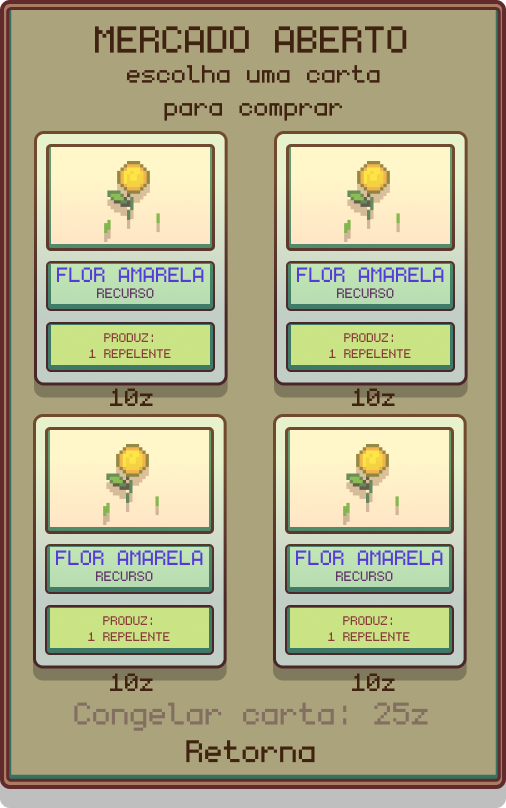 MERCADO ABERTO
escolha uma carta
para comprar
FLOR AMARELA
RECURSO
PRODUZ:
1 REPELENTE
10z
FLOR AMARELA
RECURSO
PRODUZ:
1 REPELENTE
10z
FLOR AMARELA
RECURSO
PRODUZ:
1 REPELENTE
10z
FLOR AMARELA
RECURSO
PRODUZ:
1 REPELENTE
10z
Congelar carta: 25z
Retorna